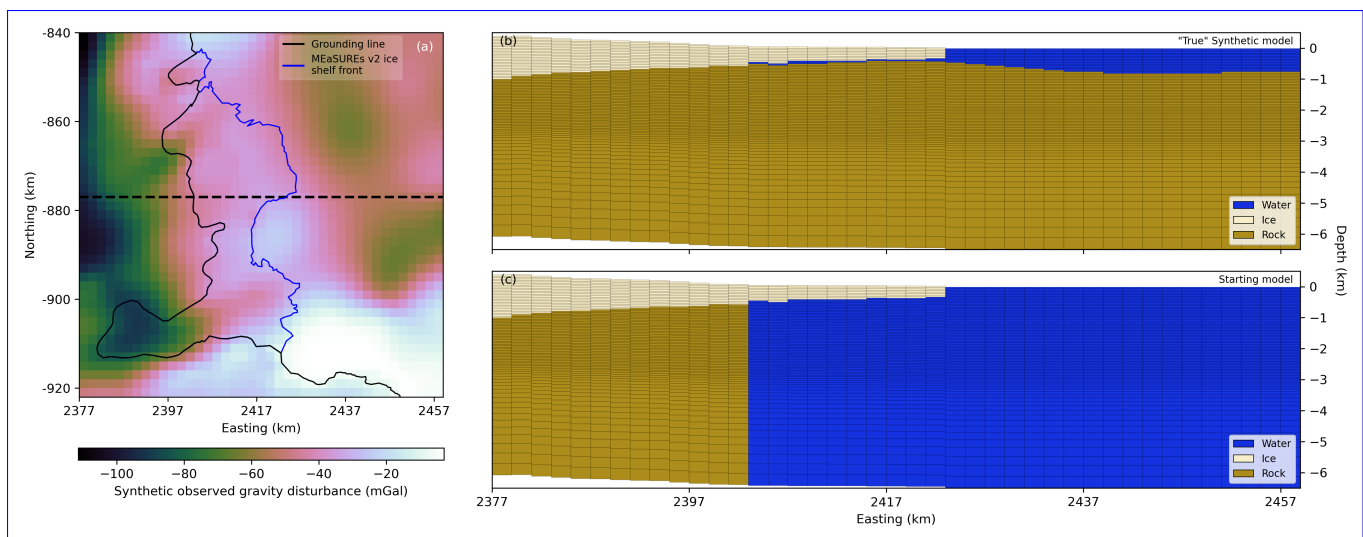 -840
-860
-880
-900
-920
Northing (km)
2377
2397
2417
2437
2457
Easting (km)
Grounding line
MEaSUREs v2 ice
shelf front
(a)
−100
−80
−60
−40
−20
Synthetic observed gravity disturbance (mGal)
(b)
"True" Synthetic model
0
−1
−2
−3
−4
−5
−6
Water
Ice
Rock
(c)
Starting model
0
−1
−2
−3
−4
−5
−6
Water
Ice
Rock
Depth (km)
2377
2397
2417
2437
2457
Easting (km)